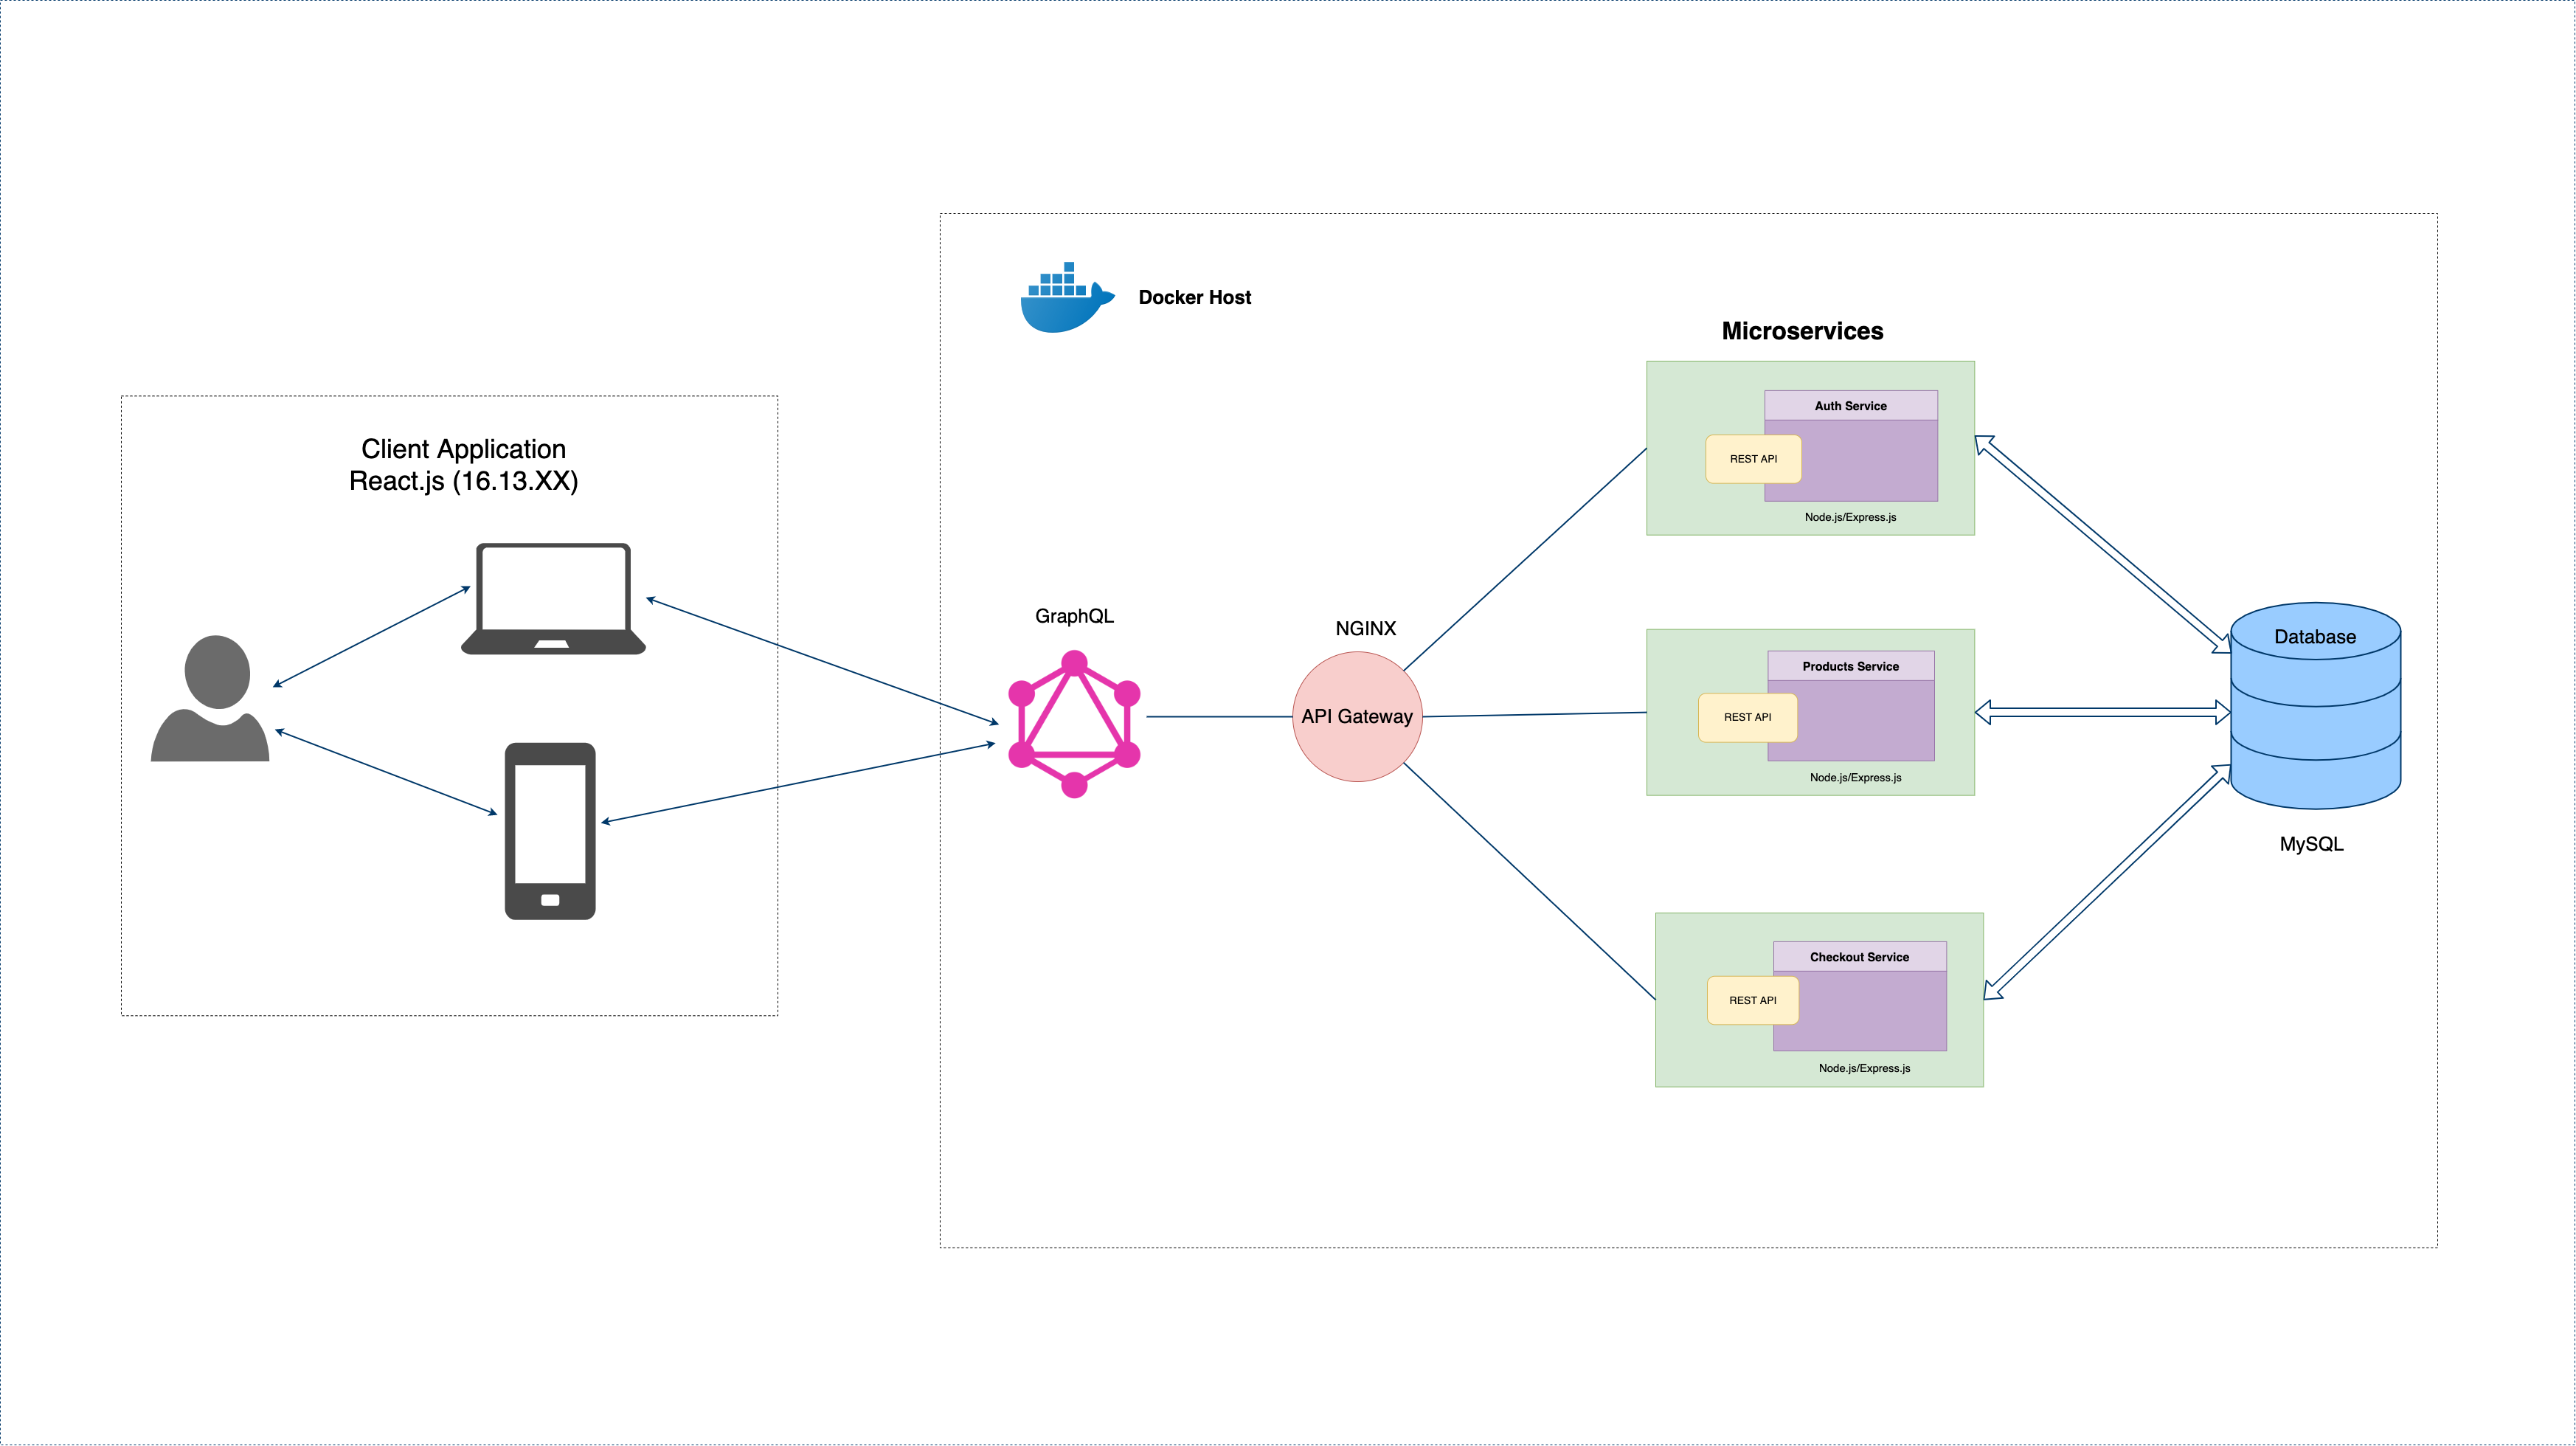 Docker Host
Microservices
Auth Service
REST API
Node.js/Express.js
Client Application
React.js (16.13.XX)
GraphQL
NGINX
API Gateway
Products Service
REST API
Node.js/Express.js
Database
MySQL
Checkout Service
REST API
Node.js/Express.js